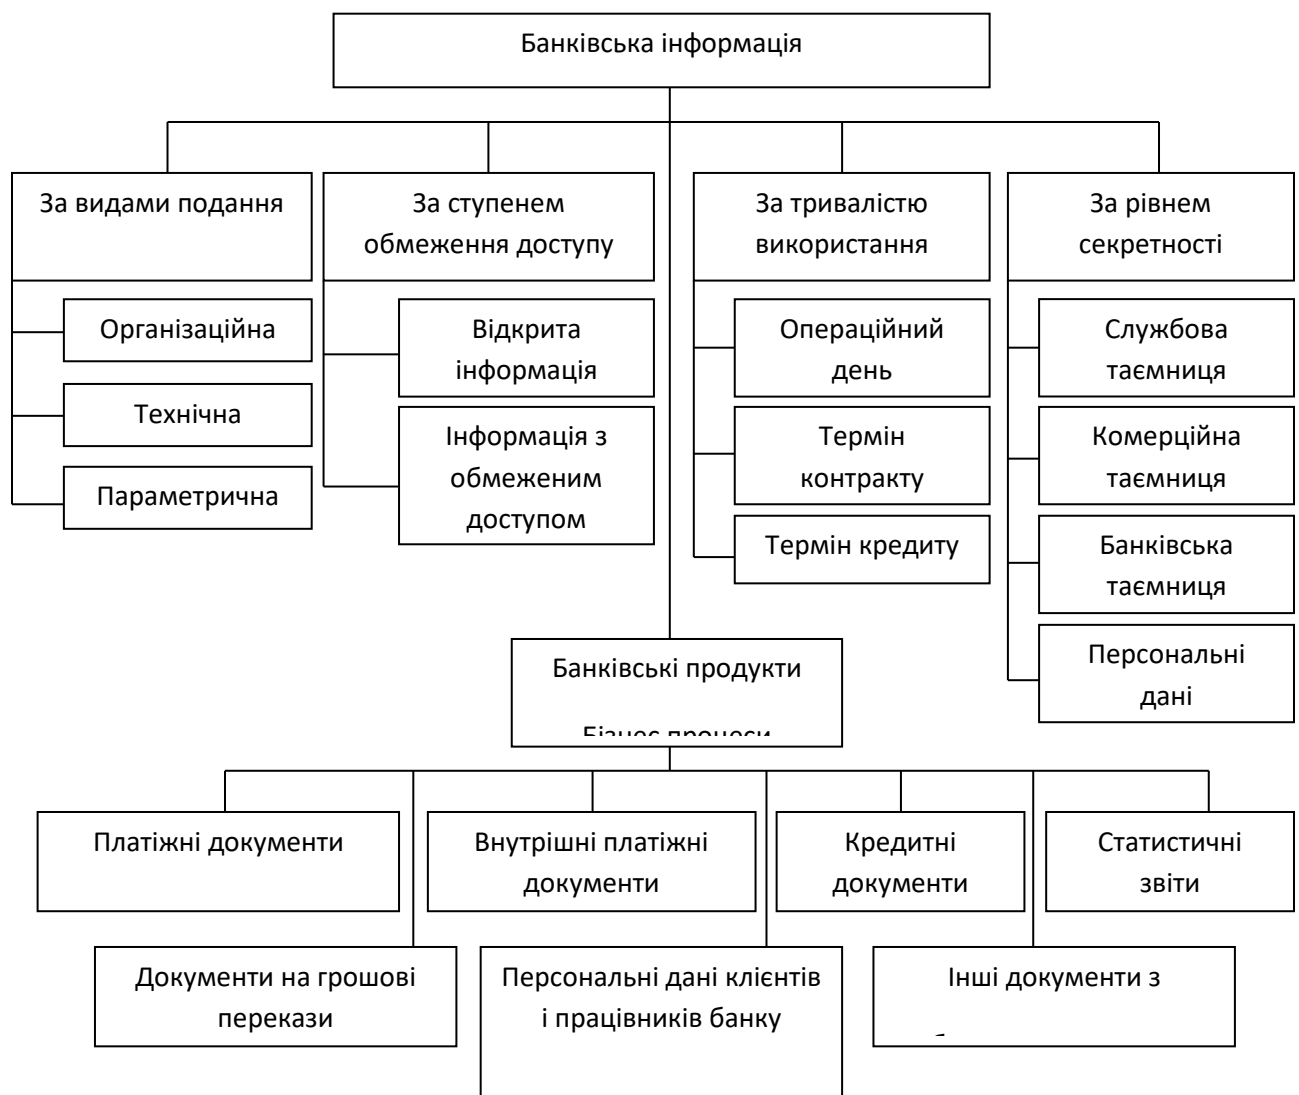 Банківська інформація
За видами подання
За ступенем
обмеження доступу
За тривалістю
використання
За рівнем
секретності
Організаційна
Технічна
Параметрична
Відкрита
інформація
Інформація з
обмеженим
доступом
Операційний
день
Термін
контракту
Термін кредиту
Службова
таємниця
Комерційна
таємниця
Банківська
таємниця
Персональні
дані
Банківські продукти
Бізнес процеси
Платіжні документи
Внутрішні платіжні
документи
Кредитні
документи
Статистичні
звіти
Документи на грошові
перекази
Персональні дані клієнтів
і працівників банку
Інші документи з